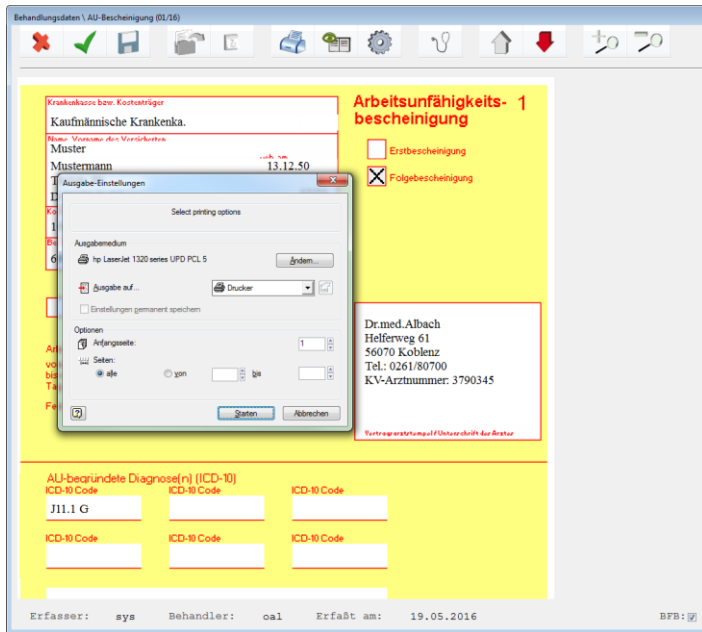 Behandlungsdaten \ AU-Bescheinigung (01/16)
Krankenkasse bzw. Kostenträger
Kaufmännische Krankenka.
Name, Vorname des Versicherten
Muster
Mustermann 13.12.50
Arbeitsunfähigkeits- 1
bescheinigung
Erstbescheinigung
Folgebescheinigung
Ausgabe-Einstellungen
Select printing options
Ausgabemedium
hp LaserJet 1320 series UPD PCL 5
Ändern...
Ausgabe auf...
Drucker
Einstellungen permanent speichern
Optionen
Anfangsseite: 1
Seiten:
alle von bis
Starten Abbrechen
Dr.med.Albach
Helferweg 61
56070 Koblenz
Tel.: 0261/80700
KV-Arztnummer: 3790345
Vertragsarztstempel / Unterschrift des Arztes
AU-begründete Diagnose(n) (ICD-10)
ICD-10 Code ICD-10 Code ICD-10 Code
J11.1 G
ICD-10 Code ICD-10 Code ICD-10 Code
Erfasser: sys Behandler: oal Erfaßt am: 19.05.2016 BFB: